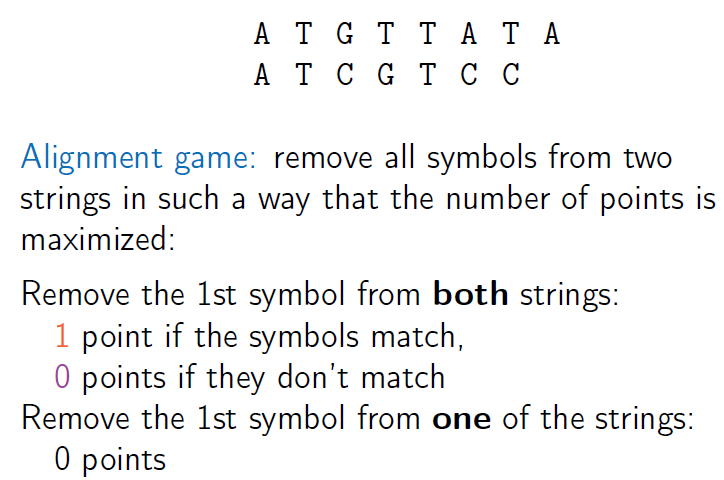 A T G T T A T A
A T C G T C C
Alignment game: remove all symbols from two
strings in such a way that the number of points is
maximized:
Remove the 1st symbol from both strings:
1 point if the symbols match,
0 points if they don't match
Remove the 1st symbol from one of the strings:
0 points